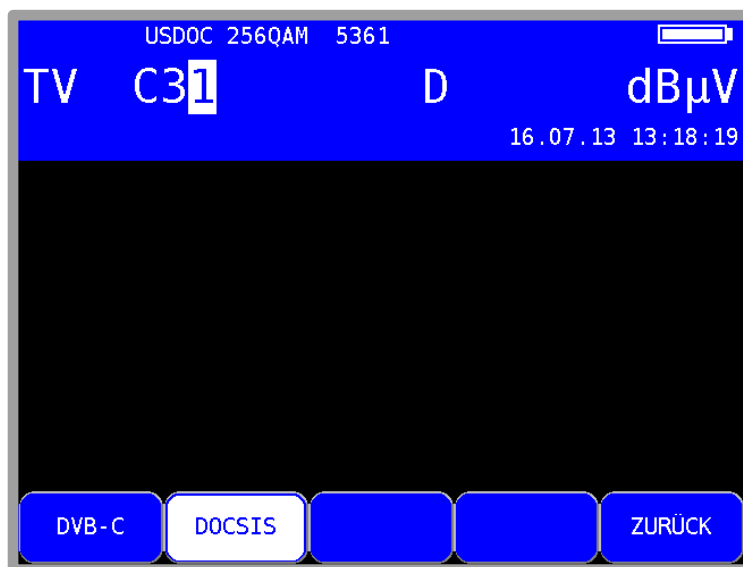 USDOC 256QAM 5361
TV C31 D dBµV
16.07.13 13:18:19
DVB-C DOCSIS ZURÜCK